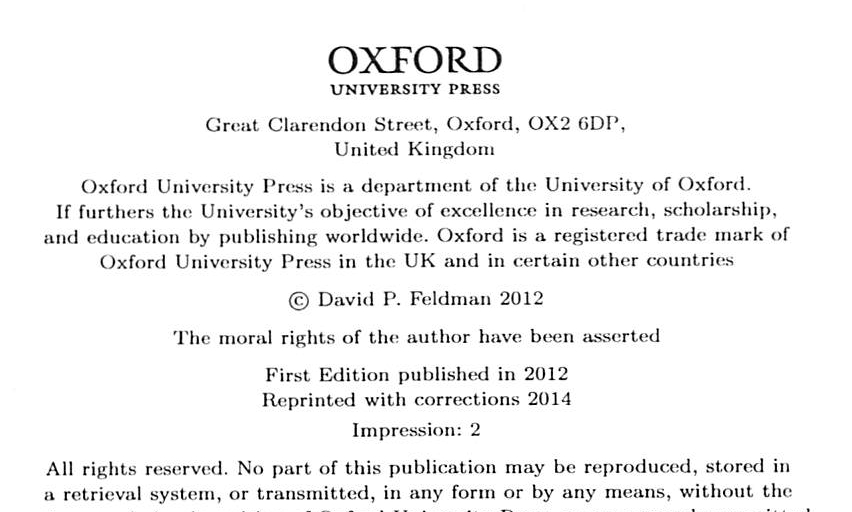 OXFORD
UNIVERSITY PRESS
Great Clarendon Street, Oxford, OX2 6DP,
United Kingdom
Oxford University Press is a department of the University of Oxford.
If furthers the University's objective of excellence in research, scholarship,
and education by publishing worldwide. Oxford is a registered trade mark of
Oxford University Press in the UK and in certain other countries
© David P. Feldman 2012
The moral rights of the author have been asserted
First Edition published in 2012
Reprinted with corrections 2014
Impression: 2
All rights reserved. No part of this publication may be reproduced, stored in
a retrieval system, or transmitted, in any form or by any means, without the